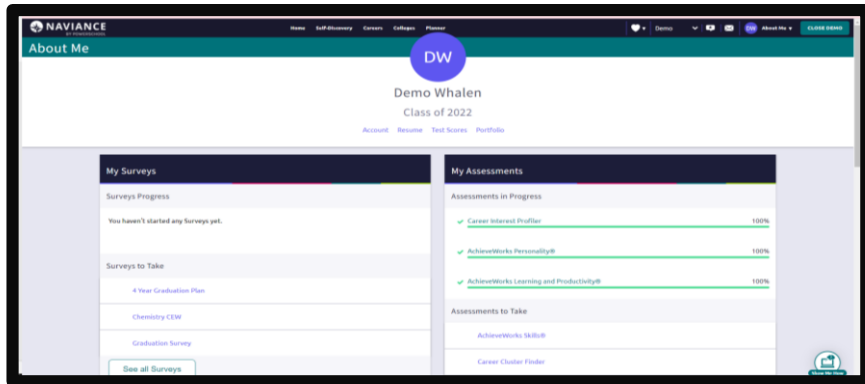 NAVIANCE
BY POWERSCHOOL
Home Self-Discovery Careers Colleges Planner
Demo
DW About Me
CLOSE DEMO
About Me
DW
Demo Whalen
Class of 2022
Account Resume Test Scores Portfolio
My Surveys
Surveys Progress
You haven't started any Surveys yet.
Surveys to Take
4 Year Graduation Plan
Chemistry CEW
Graduation Survey
See all Surveys
My Assessments
Assessments in Progress
Career Interest Profiler 100%
AchieveWorks Personality® 100%
AchieveWorks Learning and Productivity® 100%
Assessments to Take
AchieveWorks Skills®
Career Cluster Finder
Show Me How